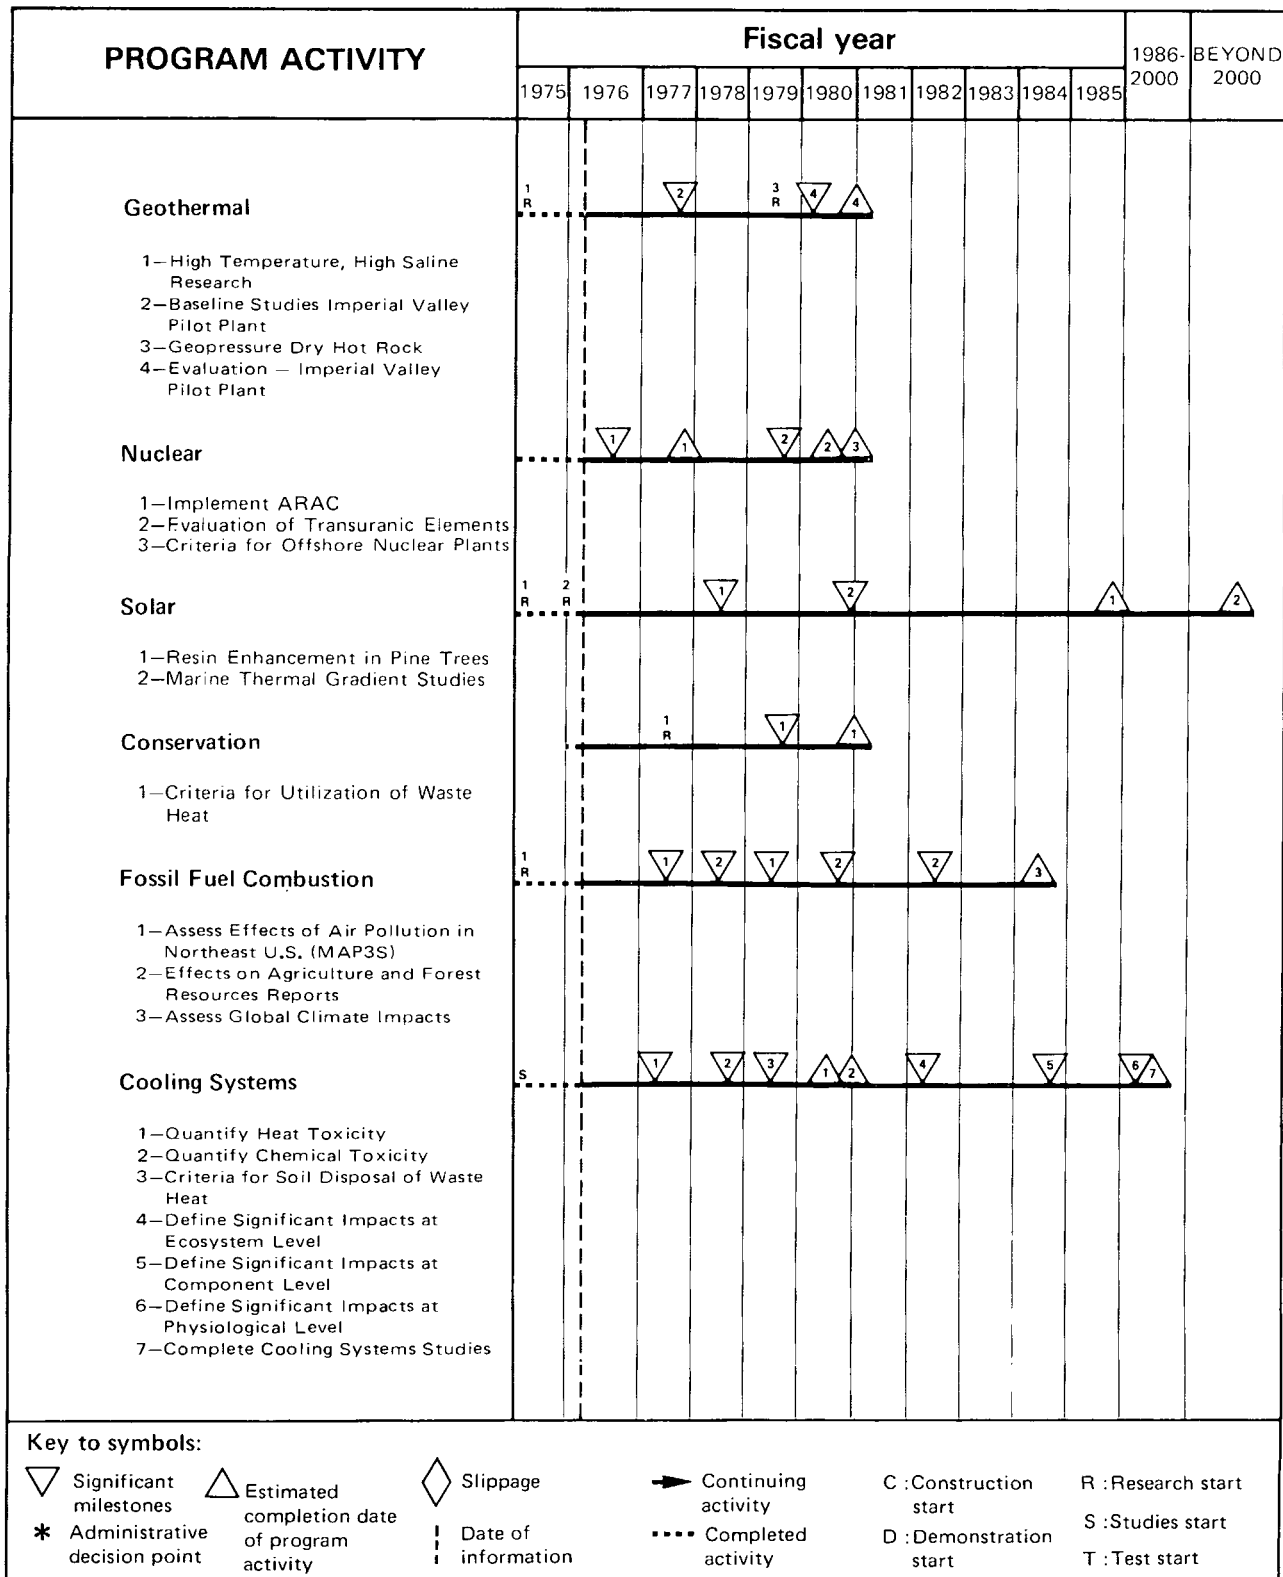 PROGRAM ACTIVITY
Fiscal year
1986-
2000
BEYOND
2000
1975 1976 1977 1978 1979 1980 1981 1982 1983 1984 1985
1
R
2
3
R
4
4
Geothermal
1—High Temperature, High Saline
Research
2—Baseline Studies Imperial Valley
Pilot Plant
3—Geopressure Dry Hot Rock
4—Evaluation — Imperial Valley
Pilot Plant
1
1
2
2
3
Nuclear
1—Implement ARAC
2—Evaluation of Transuranic Elements
3—Criteria for Offshore Nuclear Plants
1
R
2
R
1
2
1
2
Solar
1—Resin Enhancement in Pine Trees
2—Marine Thermal Gradient Studies
1
R
1
1
Conservation
1—Criteria for Utilization of Waste
Heat
1
R
1
2
1
2
2
3
Fossil Fuel Combustion
1—Assess Effects of Air Pollution in
Northeast U.S. (MAP3S)
2—Effects on Agriculture and Forest
Resources Reports
3—Assess Global Climate Impacts
S
1
2
3
1
2
4
5
6
7
Cooling Systems
1—Quantify Heat Toxicity
2—Quantify Chemical Toxicity
3—Criteria for Soil Disposal of Waste
Heat
4—Define Significant Impacts at
Ecosystem Level
5—Define Significant Impacts at
Component Level
6—Define Significant Impacts at
Physiological Level
7—Complete Cooling Systems Studies
Key to symbols:
Significant
milestones
* Administrative
decision point
Estimated
completion date
of program
activity
Slippage
Date of
information
Continuing
activity
Completed
activity
C :Construction
start
D :Demonstration
start
R :Research start
S :Studies start
T :Test start